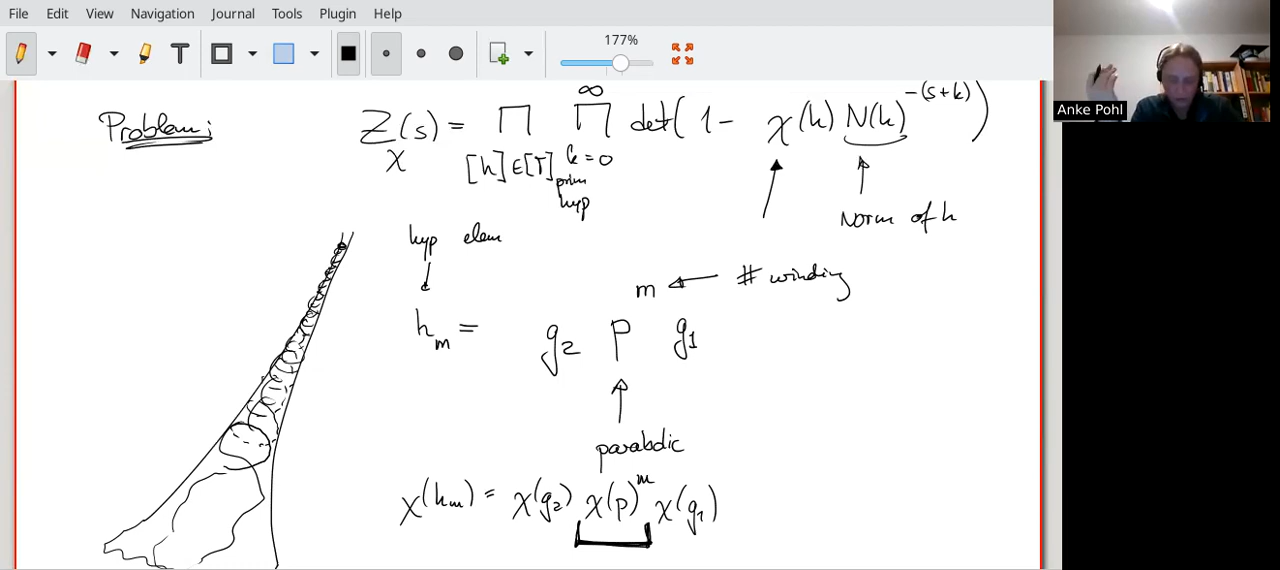 File Edit View Navigation Journal Tools Plugin Help
177%
Anke Pohl
Problem:
Z_χ(s) = ∏_{[h]∈[Γ]_{prim hyp}} ∏_{k=0}^{∞} det(1 - χ(h) N(h)^{-(s+k)})
Norm of h
hyp elem
m ← # winding
h_m = g_2 p g_1
parabolic
χ(h_m) = χ(g_2) χ(p)^m χ(g_1)